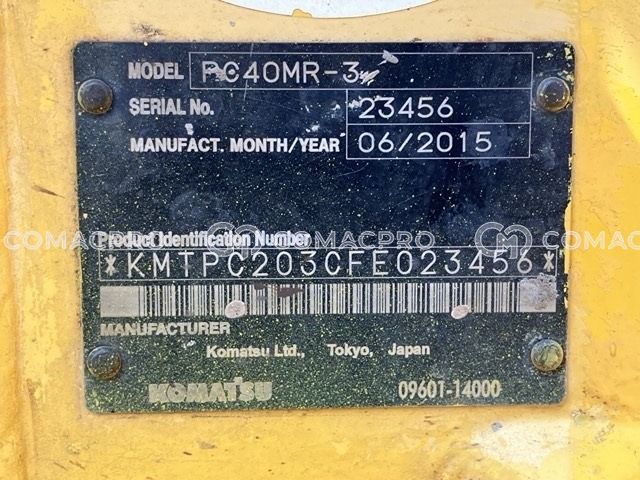 MODEL PC40MR-3
SERIAL No. 23456
MANUFACT. MONTH/YEAR 06/2015
Product Identification Number
COMACPRO COMACPRO COMACPRO
*KMTPC203CFE023456*
MANUFACTURER
Komatsu Ltd., Tokyo, Japan
KOMATSU 09601-14000